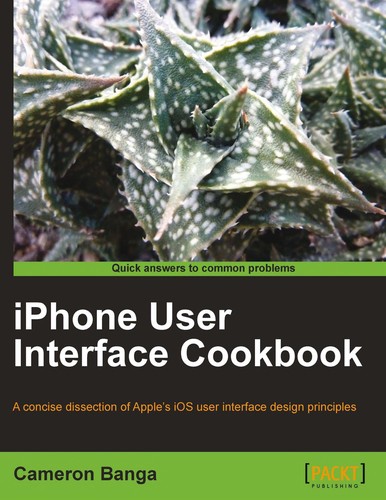 Quick answers to common problems
iPhone User
Interface Cookbook
A concise dissection of Apple's iOS user interface design principles
Cameron Banga
[PACKT]
PUBLISHING